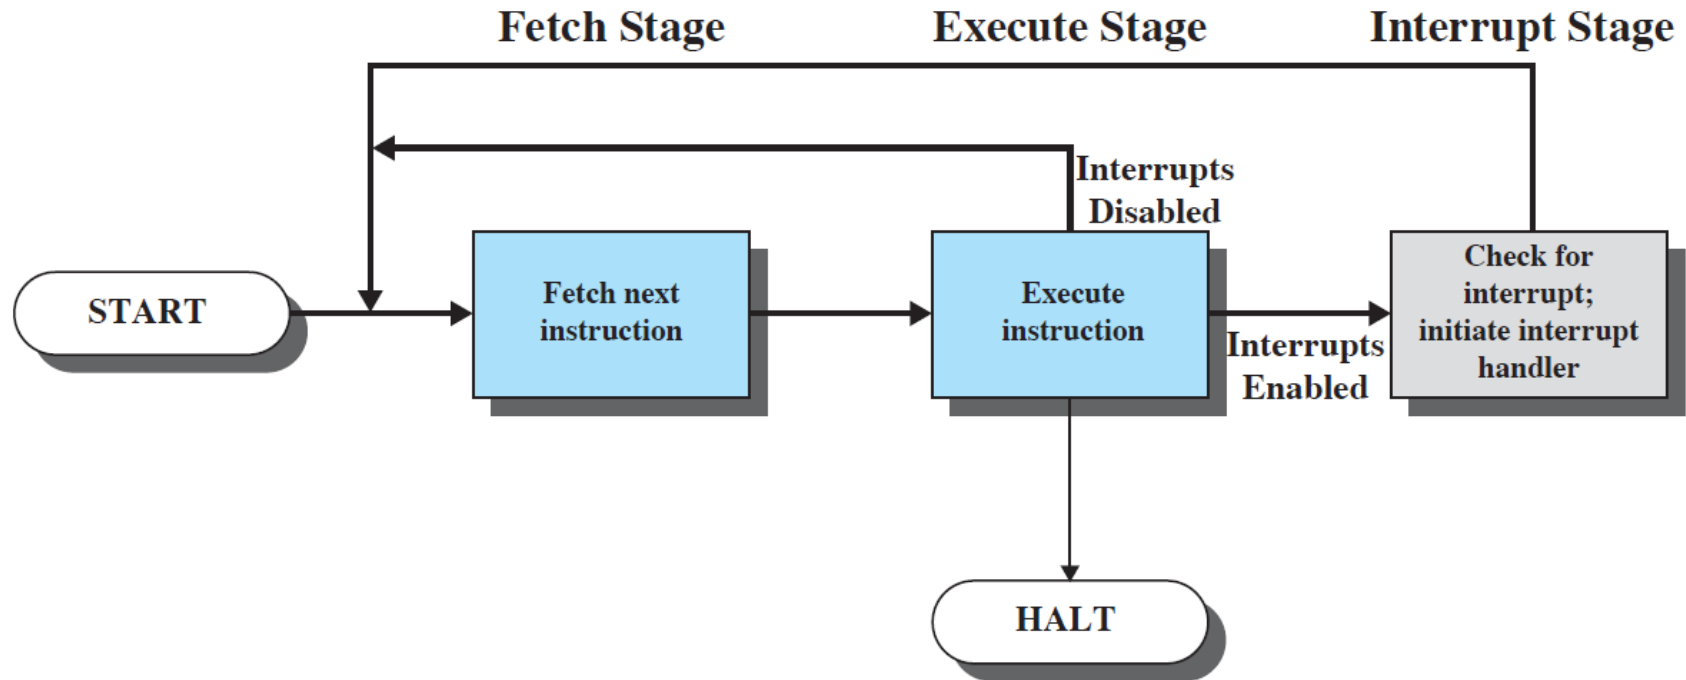 Fetch Stage
Execute Stage
Interrupt Stage
Interrupts
Disabled
START
Fetch next
instruction
Execute
instruction
Interrupts
Enabled
Check for
interrupt;
initiate interrupt
handler
HALT